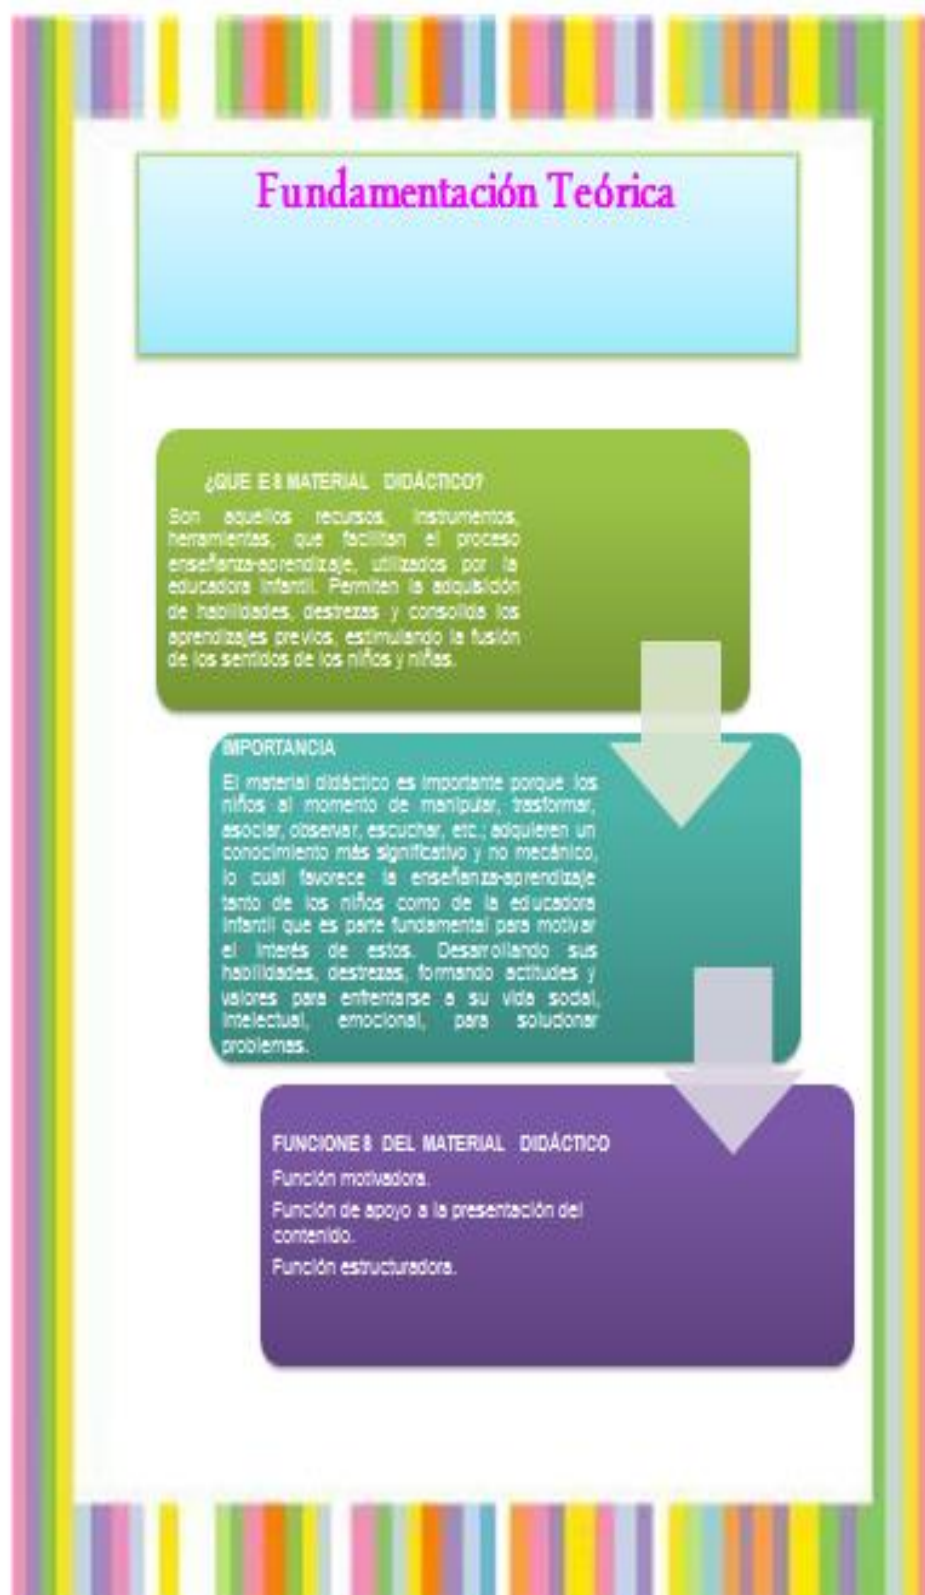 Fundamentación Teórica
¿QUE ES MATERIAL DIDÁCTICO?
Son aquellos recursos, instrumentos,
herramientas, que facilitan el proceso
enseñanza-aprendizaje, utilizados por la
educadora infantil. Permiten la adquisición
de habilidades, destrezas y consolida los
aprendizajes previos, estimulando la fusión
de los sentidos de los niños y niñas.
IMPORTANCIA
El material didáctico es importante porque los
niños al momento de manipular, trasformar,
asociar, observar, escuchar, etc.; adquieren un
conocimiento más significativo y no mecánico,
lo cual favorece la enseñanza-aprendizaje
tanto de los niños como de la educadora
infantil que es parte fundamental para motivar
el interés de estos. Desarrollando sus
habilidades, destrezas, formando actitudes y
valores para enfrentarse a su vida social,
intelectual, emocional, para solucionar
problemas.
FUNCIONES DEL MATERIAL DIDÁCTICO
Función motivadora.
Función de apoyo a la presentación del
contenido.
Función estructuradora.